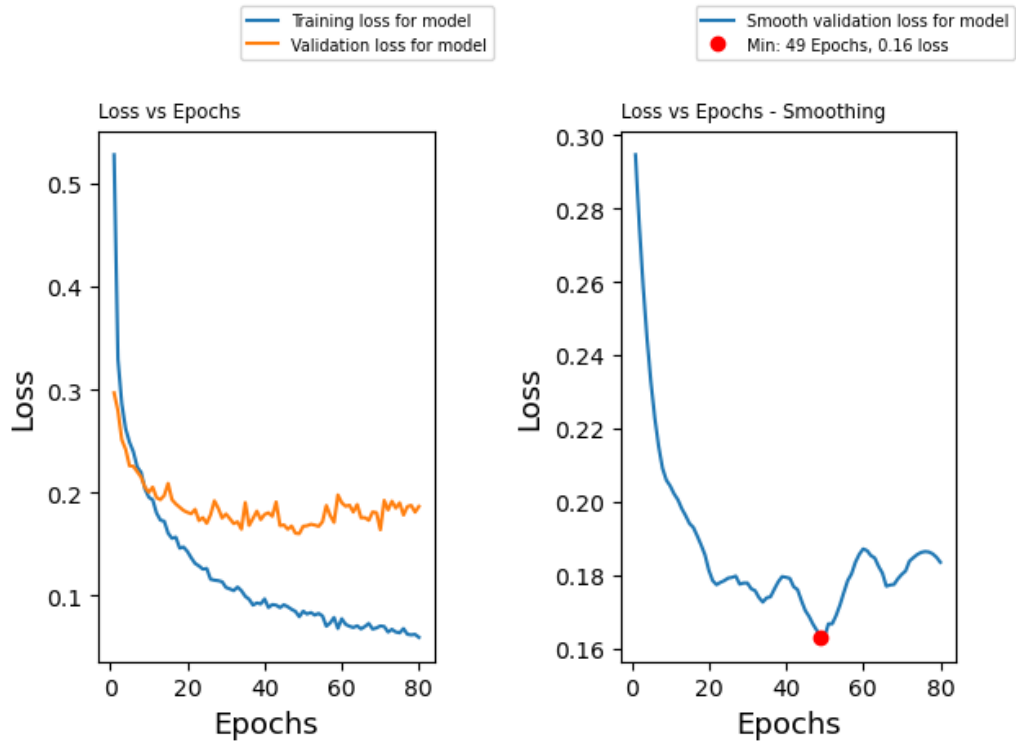 Training loss for model
Validation loss for model
Loss vs Epochs
0.5
0.4
0.3
0.2
0.1
Loss
0 20 40 60 80
Epochs
Smooth validation loss for model
Min: 49 Epochs, 0.16 loss
Loss vs Epochs - Smoothing
0.30
0.28
0.26
0.24
0.22
0.20
0.18
0.16
Loss
0 20 40 60 80
Epochs